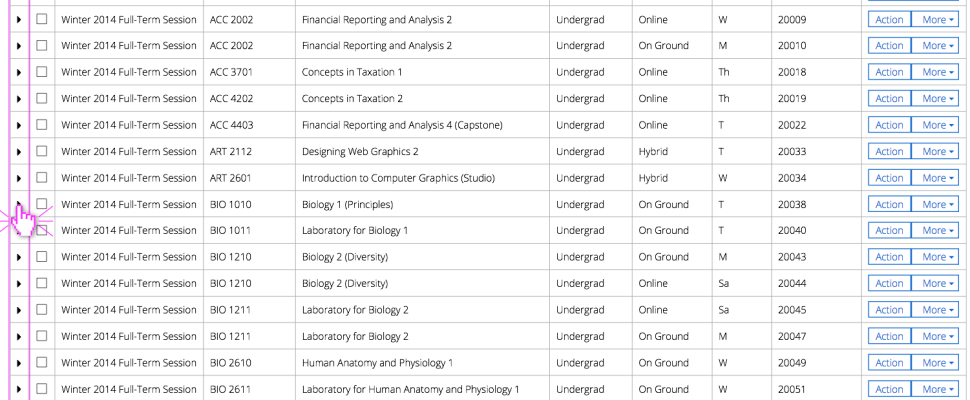 Winter 2014 Full-Term Session ACC 2002 Financial Reporting and Analysis 2 Undergrad Online W 20009 Action More
Winter 2014 Full-Term Session ACC 2002 Financial Reporting and Analysis 2 Undergrad On Ground M 20010 Action More
Winter 2014 Full-Term Session ACC 3701 Concepts in Taxation 1 Undergrad Online Th 20018 Action More
Winter 2014 Full-Term Session ACC 4202 Concepts in Taxation 2 Undergrad Online Th 20019 Action More
Winter 2014 Full-Term Session ACC 4403 Financial Reporting and Analysis 4 (Capstone) Undergrad Online T 20022 Action More
Winter 2014 Full-Term Session ART 2112 Designing Web Graphics 2 Undergrad Hybrid T 20033 Action More
Winter 2014 Full-Term Session ART 2601 Introduction to Computer Graphics (Studio) Undergrad Hybrid W 20034 Action More
Winter 2014 Full-Term Session BIO 1010 Biology 1 (Principles) Undergrad On Ground T 20038 Action More
Winter 2014 Full-Term Session BIO 1011 Laboratory for Biology 1 Undergrad On Ground T 20040 Action More
Winter 2014 Full-Term Session BIO 1210 Biology 2 (Diversity) Undergrad On Ground M 20043 Action More
Winter 2014 Full-Term Session BIO 1210 Biology 2 (Diversity) Undergrad Online Sa 20044 Action More
Winter 2014 Full-Term Session BIO 1211 Laboratory for Biology 2 Undergrad Online Sa 20045 Action More
Winter 2014 Full-Term Session BIO 1211 Laboratory for Biology 2 Undergrad On Ground M 20047 Action More
Winter 2014 Full-Term Session BIO 2610 Human Anatomy and Physiology 1 Undergrad On Ground W 20049 Action More
Winter 2014 Full-Term Session BIO 2611 Laboratory for Human Anatomy and Physiology 1 Undergrad On Ground W 20051 Action More